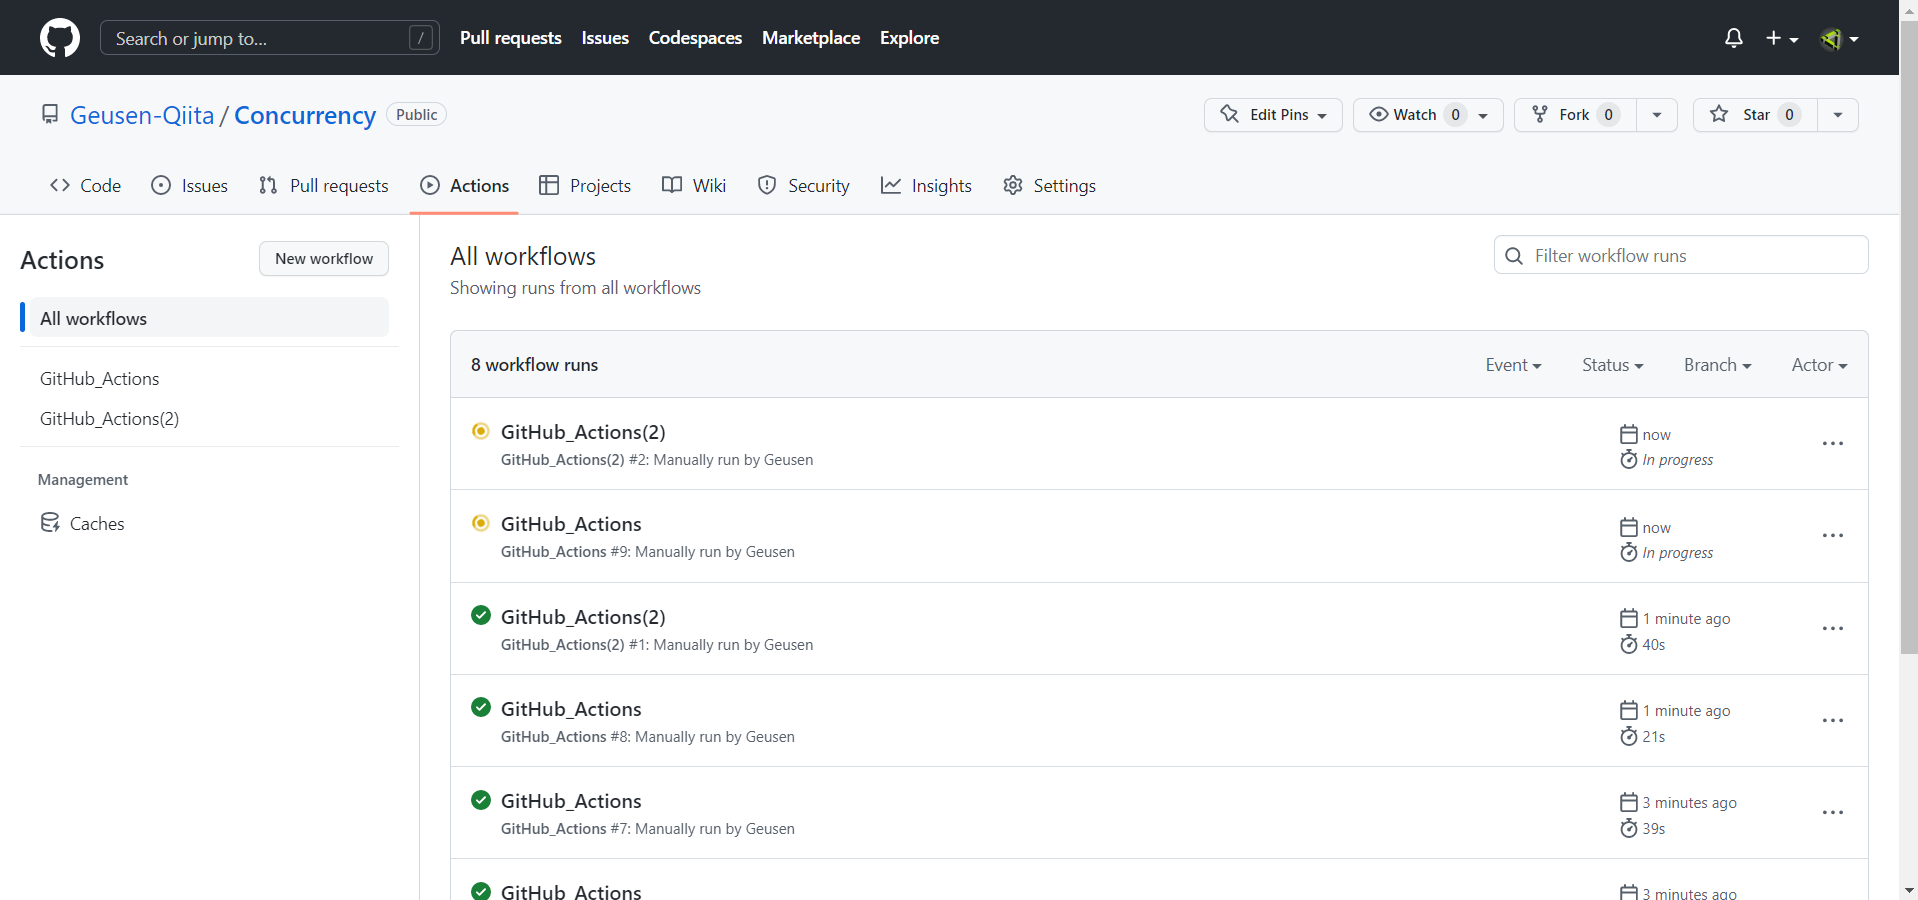 Search or jump to... / Pull requests Issues Codespaces Marketplace Explore
Geusen-Qiita / Concurrency Public Edit Pins Watch 0 Fork 0 Star 0
Code Issues Pull requests Actions Projects Wiki Security Insights Settings
Actions New workflow
All workflows
GitHub_Actions
GitHub_Actions(2)
Management
Caches
All workflows
Showing runs from all workflows
Filter workflow runs
8 workflow runs Event Status Branch Actor
GitHub_Actions(2)
GitHub_Actions(2) #2: Manually run by Geusen
now
In progress
GitHub_Actions
GitHub_Actions #9: Manually run by Geusen
now
In progress
GitHub_Actions(2)
GitHub_Actions(2) #1: Manually run by Geusen
1 minute ago
40s
GitHub_Actions
GitHub_Actions #8: Manually run by Geusen
1 minute ago
21s
GitHub_Actions
GitHub_Actions #7: Manually run by Geusen
3 minutes ago
39s
GitHub_Actions
3 minutes ago